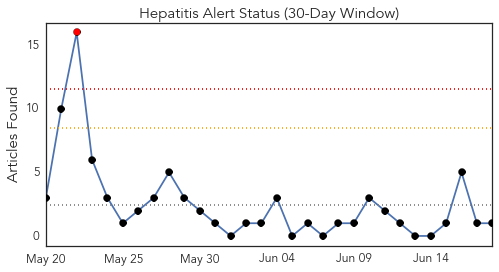 Hepatitis Alert Status (30-Day Window)
Articles Found
15
10
5
0
May 20 May 25 May 30 Jun 04 Jun 09 Jun 14